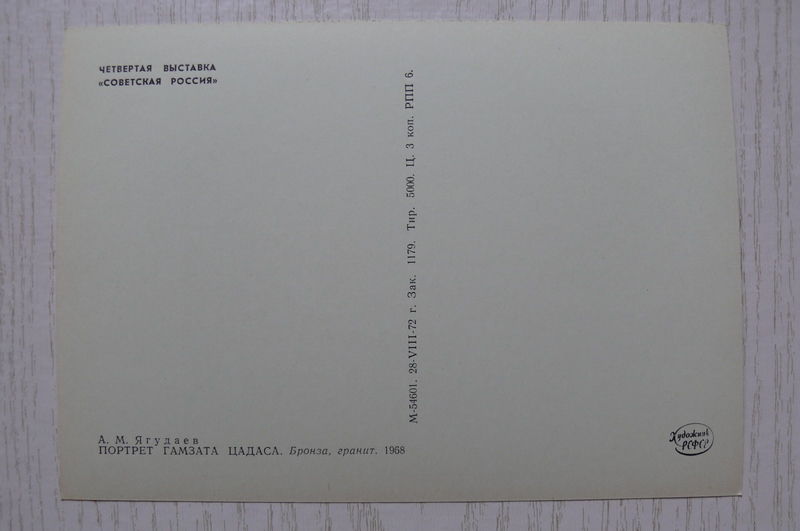 ЧЕТВЕРТАЯ ВЫСТАВКА
«СОВЕТСКАЯ РОССИЯ»
М-54601. 28-VIII-72 г. Зак. 1179. Тир. 5000. Ц. 3 коп. РПП 6.
А. М. Ягудаев
ПОРТРЕТ ГАМЗАТА ЦАДАСА. Бронза, гранит. 1968
Художник
РСФСР